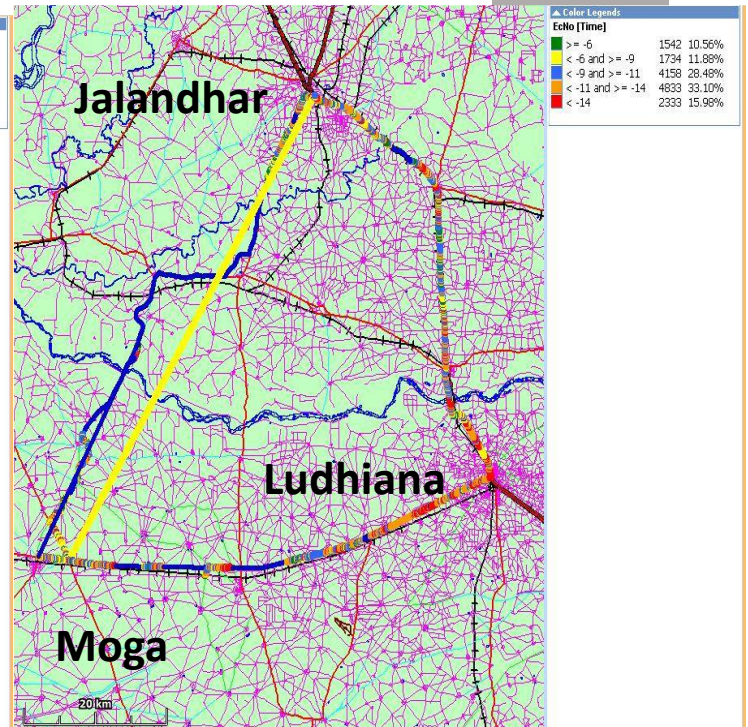 Color Legends
EcNo [Time]
>= -6 1542 10.56%
< -6 and >= -9 1734 11.88%
< -9 and >= -11 4158 28.48%
< -11 and >= -14 4833 33.10%
< -14 2333 15.98%
Jalandhar
Ludhiana
Moga
20 km